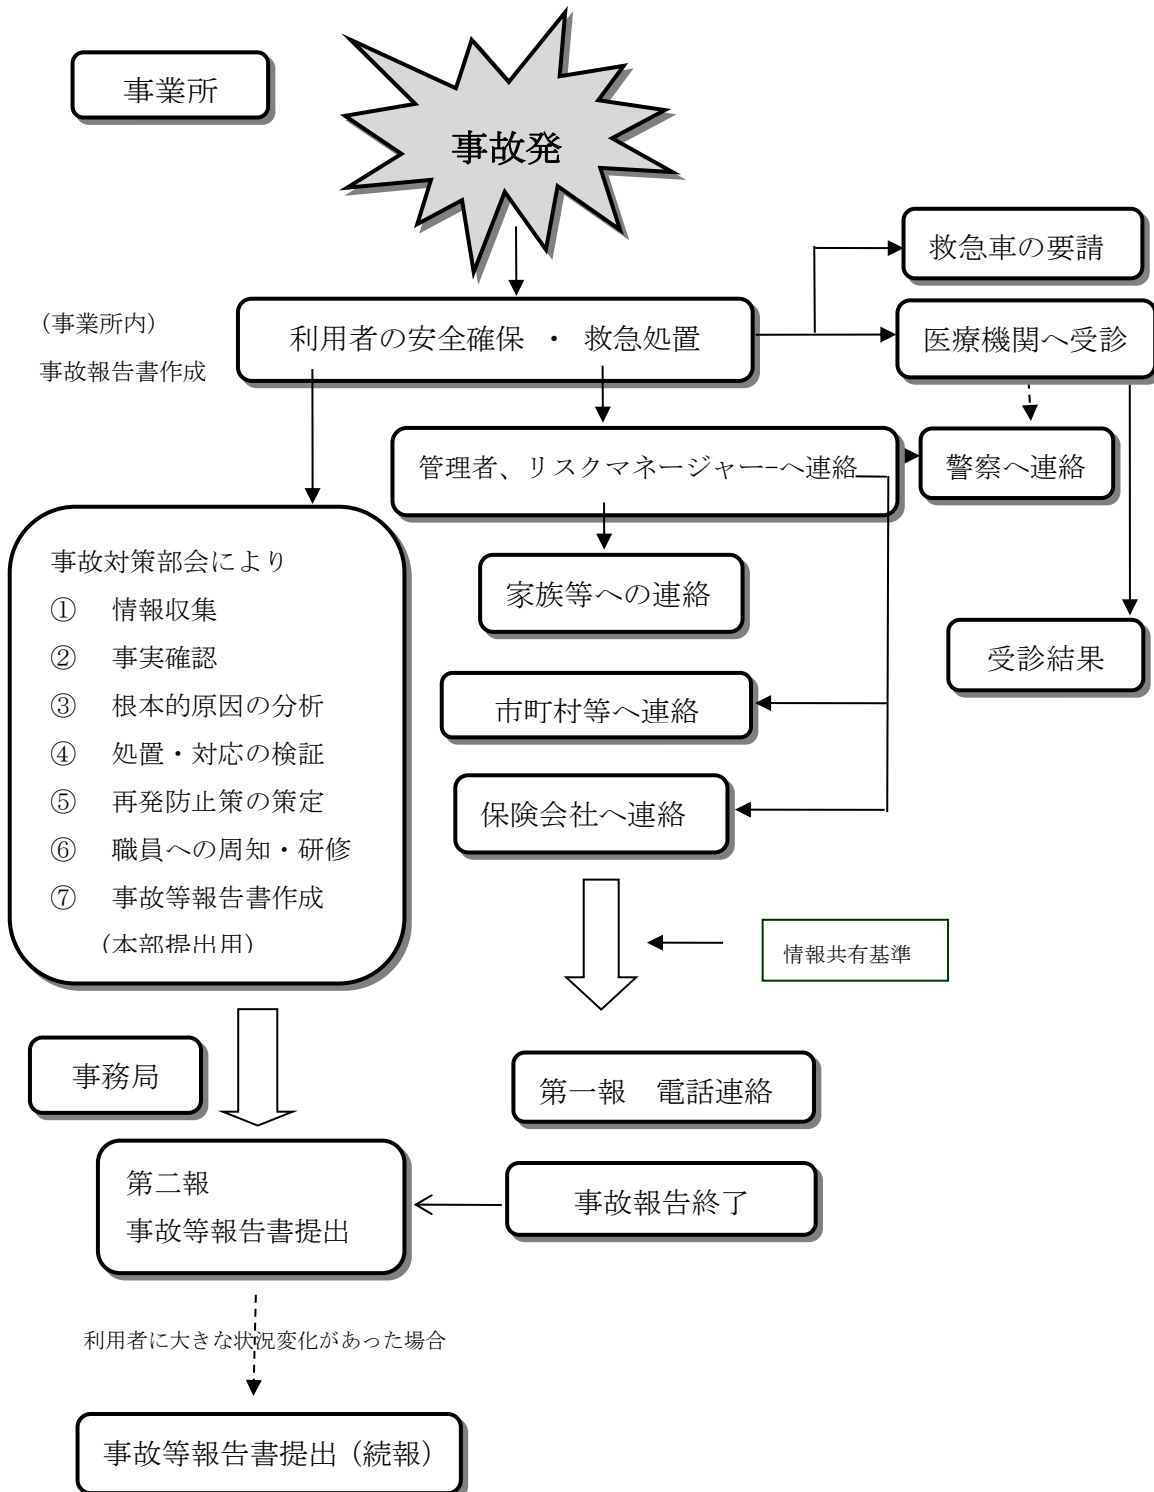 事業所
事故発
救急車の要請
(事業所内)
事故報告書作成
利用者の安全確保 ・ 救急処置
医療機関へ受診
管理者、リスクマネージャー-へ連絡
警察へ連絡
事故対策部会により
① 情報収集
② 事実確認
③ 根本的原因の分析
④ 処置・対応の検証
⑤ 再発防止策の策定
⑥ 職員への周知・研修
⑦ 事故等報告書作成
(本部提出用)
家族等への連絡
受診結果
市町村等へ連絡
保険会社へ連絡
情報共有基準
事務局
第一報 電話連絡
第二報
事故等報告書提出
事故報告終了
利用者に大きな状況変化があった場合
事故等報告書提出(続報)